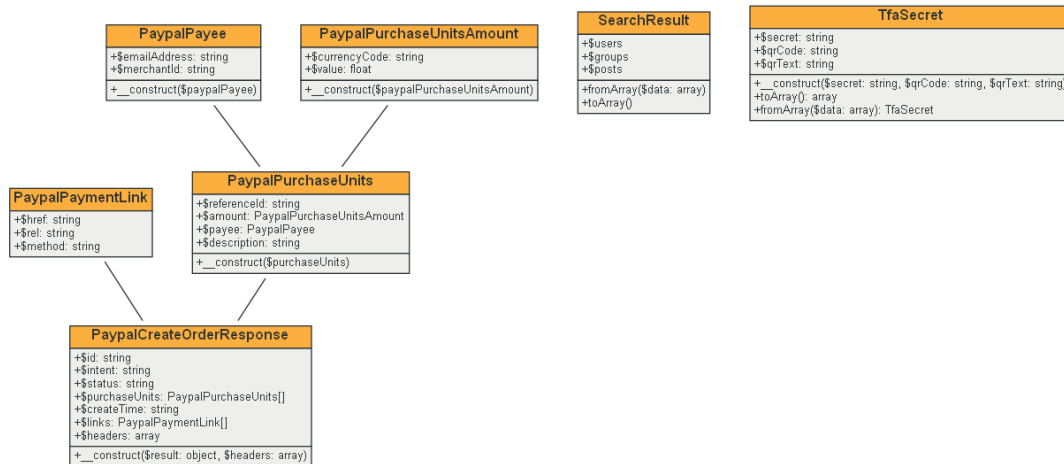 PaypalPayee
+$emailAddress: string
+$merchantId: string
+__construct($paypalPayee)
PaypalPurchaseUnitsAmount
+$currencyCode: string
+$value: float
+__construct($paypalPurchaseUnitsAmount)
SearchResult
+$users
+$groups
+$posts
+fromArray($data: array)
+toArray()
TfaSecret
+$secret: string
+$qrCode: string
+$qrText: string
+__construct($secret: string, $qrCode: string, $qrText: string)
+toArray(): array
+fromArray($data: array): TfaSecret
PaypalPaymentLink
+$href: string
+$rel: string
+$method: string
PaypalPurchaseUnits
+$referenceId: string
+$amount: PaypalPurchaseUnitsAmount
+$payee: PaypalPayee
+$description: string
+__construct($purchaseUnits)
PaypalCreateOrderResponse
+$id: string
+$intent: string
+$status: string
+$purchaseUnits: PaypalPurchaseUnits[]
+$createTime: string
+$links: PaypalPaymentLink[]
+$headers: array
+__construct($result: object, $headers: array)